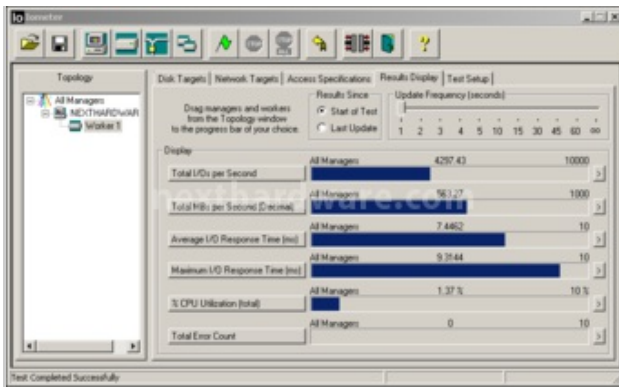 Io Iometer
Topology
All Managers
NEXTHARDWAR
Worker 1
Disk Targets | Network Targets | Access Specifications | Results Display | Test Setup
Drag managers and workers
from the Topology window
to the progress bar of your choice.
Results Since
Start of Test
Last Update
Update Frequency (seconds)
1 2 3 4 5 10 15 30 45 60 ∞
Display
All Managers 4297.43 10000
Total I/Os per Second
nexthardware.com
All Managers 563.27 1000
Total MBs per Second (Decimal)
All Managers 7.4462 10
Average I/O Response Time (ms)
All Managers 9.3144 10
Maximum I/O Response Time (ms)
All Managers 1.37 % 10 %
% CPU Utilization (total)
All Managers 0 10
Total Error Count
Test Completed Successfully